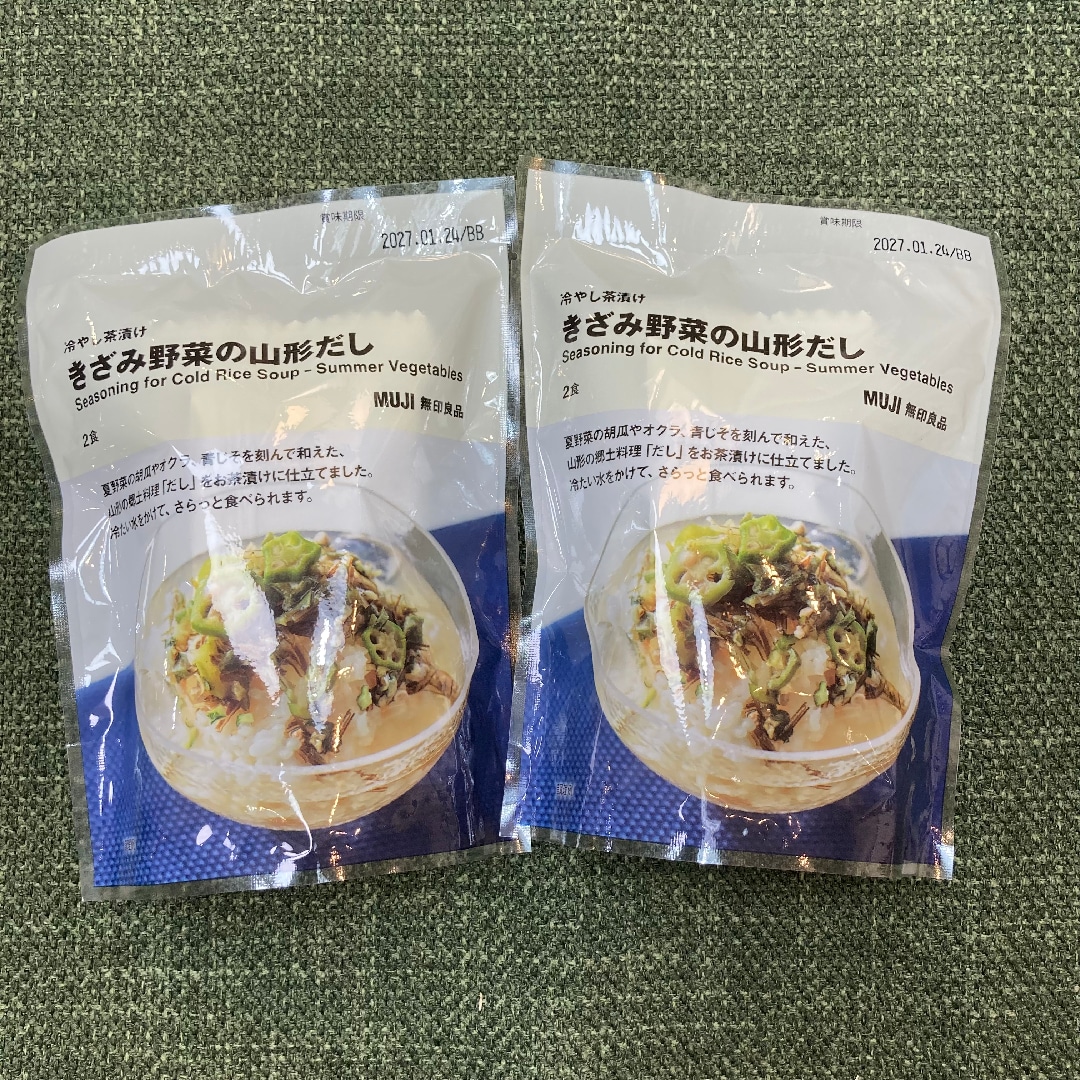 賞味期限
2027.01.24/BB
冷やし茶漬け
きざみ野菜の山形だし
Seasoning for Cold Rice Soup – Summer Vegetables
MUJI 無印良品
2食
夏野菜の胡瓜やオクラ、青じそを刻んで和えた、
山形の郷土料理「だし」をお茶漬けに仕立てました。
冷たい水をかけて、さらっと食べられます。
賞味期限
2027.01.24/BB
冷やし茶漬け
きざみ野菜の山形だし
Seasoning for Cold Rice Soup – Summer Vegetables
MUJI 無印良品
2食
夏野菜の胡瓜やオクラ、青じそを刻んで和えた、
山形の郷土料理「だし」をお茶漬けに仕立てました。
冷たい水をかけて、さらっと食べられます。